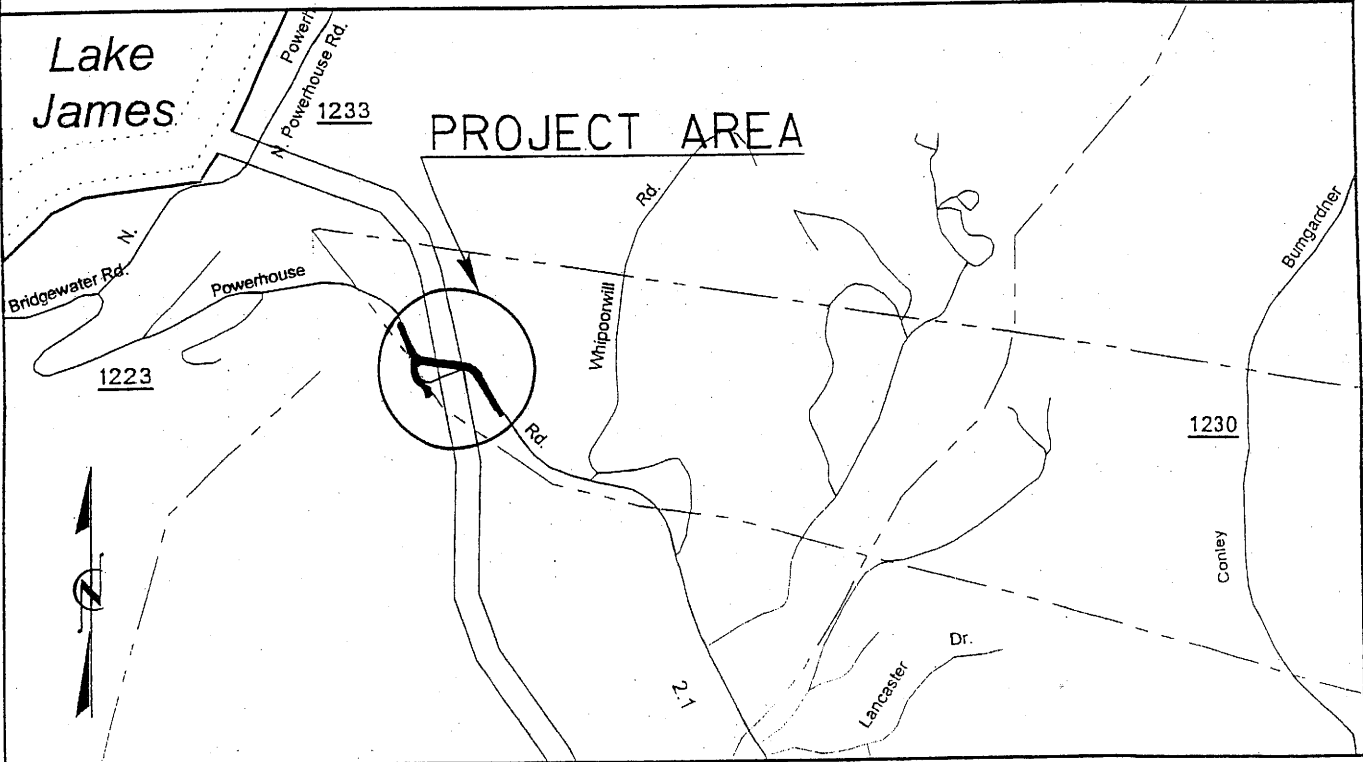 Lake
James
Powerh
N. Powerhouse Rd.
1233
PROJECT AREA
Rd.
Whipoorwill
N.
Bridgewater Rd.
Powerhouse
1223
Rd.
Bumgardner
1230
Conley
N
2.1
Lancaster
Dr.